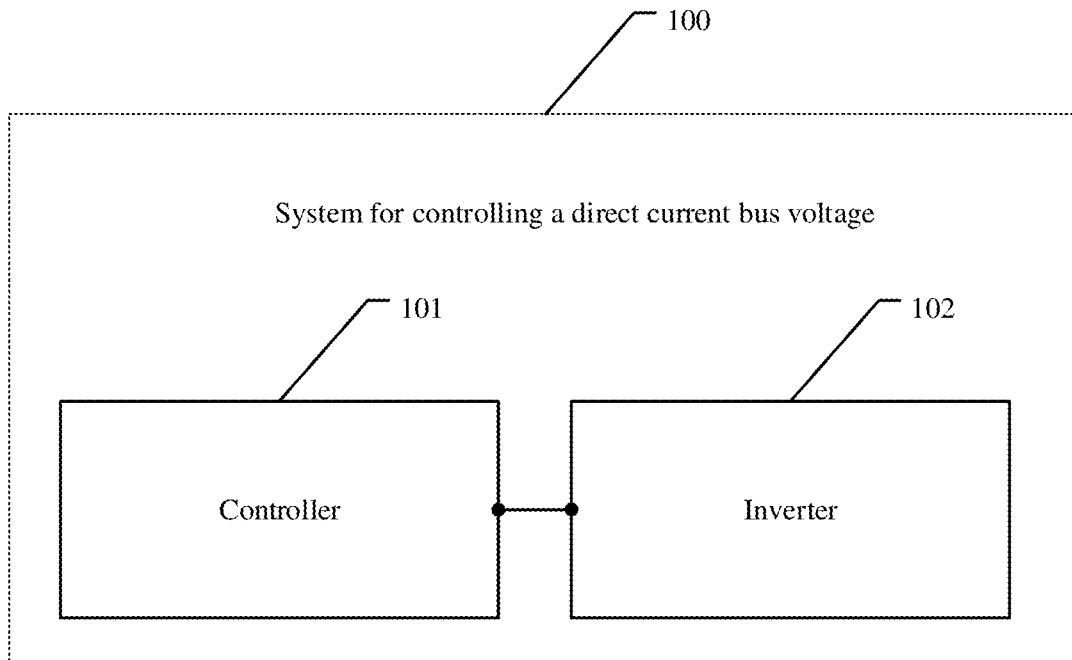 100
System for controlling a direct current bus voltage
101
102
Controller
Inverter